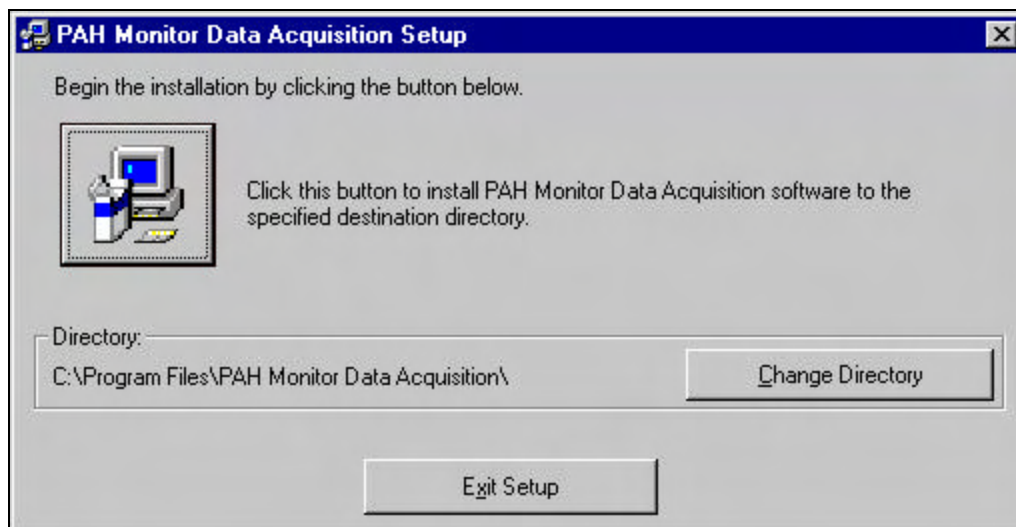 PAH Monitor Data Acquisition Setup
Begin the installation by clicking the button below.
Click this button to install PAH Monitor Data Acquisition software to the
specified destination directory.
Directory:
C:\Program Files\PAH Monitor Data Acquisition\
Change Directory
Exit Setup